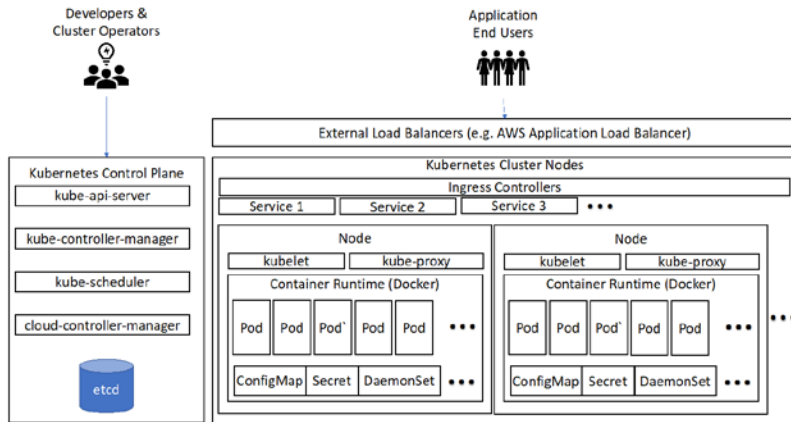 Developers &
Cluster Operators
Application
End Users
External Load Balancers (e.g. AWS Application Load Balancer)
Kubernetes Control Plane
kube-api-server
kube-controller-manager
kube-scheduler
cloud-controller-manager
etcd
Kubernetes Cluster Nodes
Ingress Controllers
Service 1 Service 2 Service 3 •••
Node
kubelet kube-proxy
Container Runtime (Docker)
Pod Pod Pod` Pod Pod •••
ConfigMap Secret DaemonSet •••
Node
kubelet kube-proxy
Container Runtime (Docker)
Pod Pod Pod` Pod Pod •••
ConfigMap Secret DaemonSet •••
•••